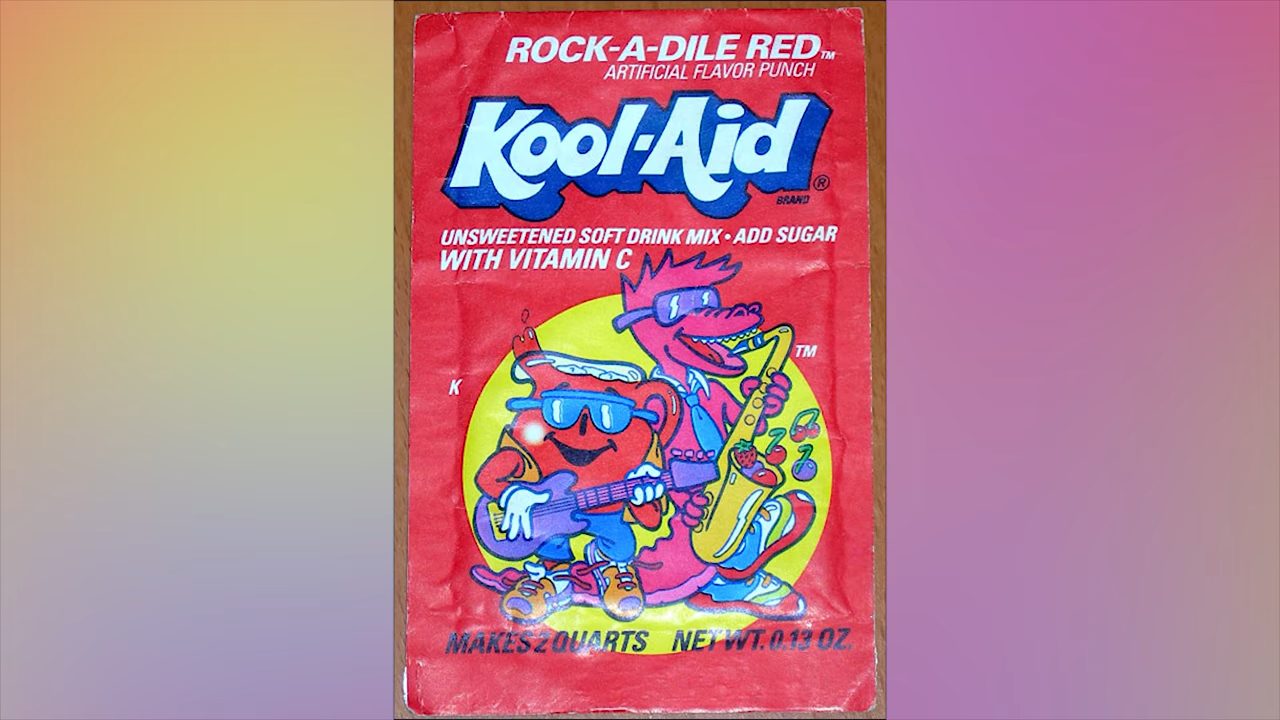 ROCK-A-DILE RED™
ARTIFICIAL FLAVOR PUNCH
Kool-Aid®
BRAND
UNSWEETENED SOFT DRINK MIX • ADD SUGAR
WITH VITAMIN C
TM
K
MAKES 2 QUARTS NET WT. 0.13 OZ.